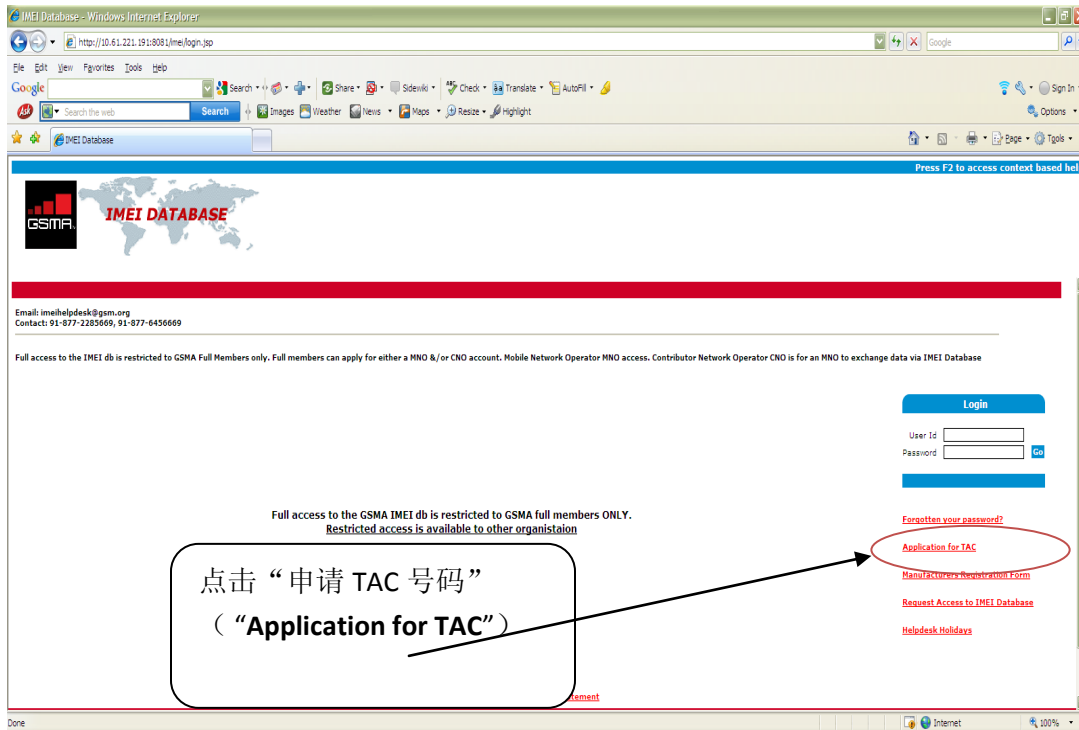 IMEI Database - Windows Internet Explorer
http://10.61.221.191:8081/imei/login.jsp
Google
File Edit View Favorites Tools Help
Google Search Share Sidewiki Check Translate AutoFill Sign In
Ask Search the web Search Images Weather News Maps Resize Highlight Options
IMEI Database Page Tools
Press F2 to access context based hel
GSMA
IMEI DATABASE
Email: imeihelpdesk@gsm.org
Contact: 91-877-2285669, 91-877-6456669
Full access to the IMEI db is restricted to GSMA Full Members only. Full members can apply for either a MNO &/or CNO account. Mobile Network Operator MNO access. Contributor Network Operator CNO is for an MNO to exchange data via IMEI Database
Login
User Id
Password Go
Full access to the GSMA IMEI db is restricted to GSMA full members ONLY.
Restricted access is available to other organistaion
Forgotten your password?
Application for TAC
Manufacturers Registration Form
Request Access to IMEI Database
Helpdesk Holidays
点击“申请 TAC 号码”
（ “Application for TAC”）
tement
Done Internet 100%